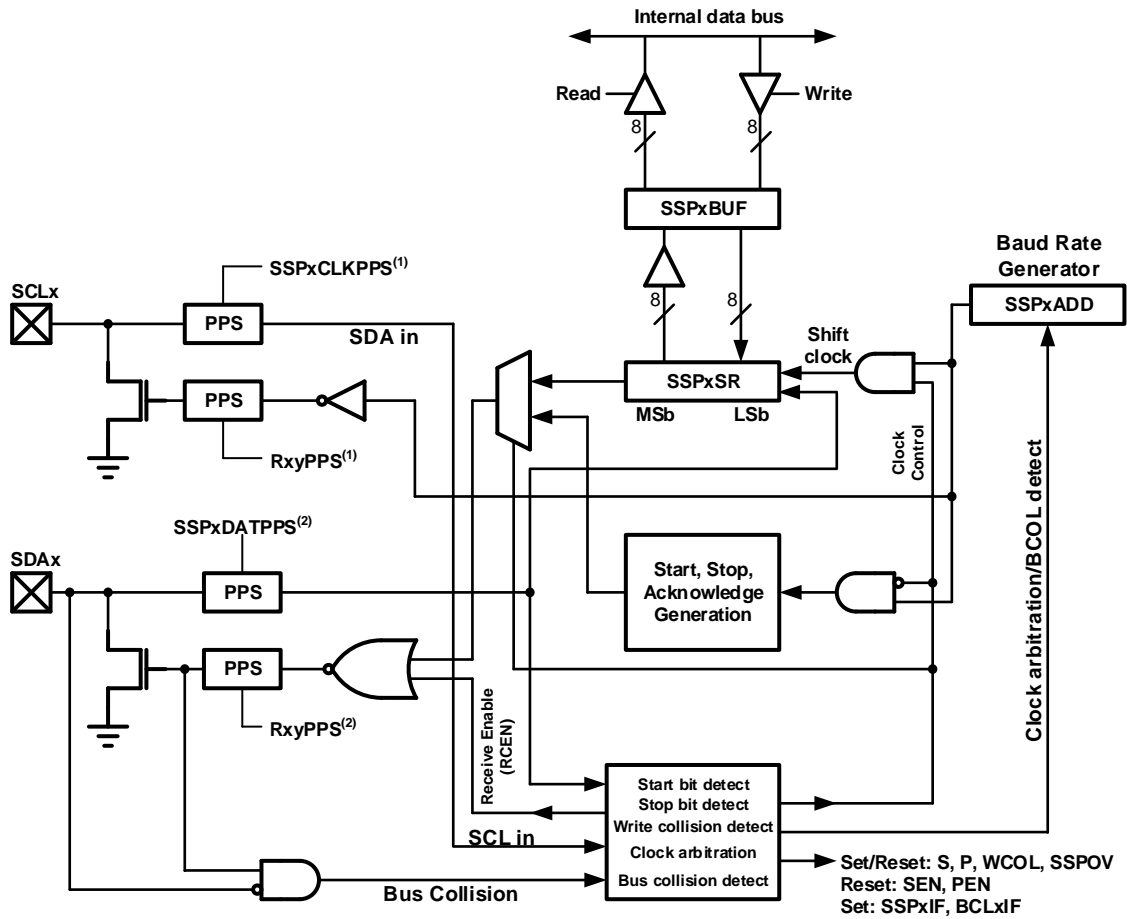 Internal data bus
Read
Write
8
8
SSPxBUF
Baud Rate
Generator
SSPxADD
SSPxCLKPPS(1)
SCLx
PPS
SDA in
8
8
Shift
clock
SSPxSR
MSb
LSb
PPS
RxyPPS(1)
Clock
Control
Clock arbitration/BCOL detect
SSPxDATPPS(2)
SDAx
PPS
Start, Stop,
Acknowledge
Generation
PPS
RxyPPS(2)
Receive Enable
(RCEN)
Start bit detect
Stop bit detect
Write collision detect
Clock arbitration
Bus collision detect
SCL in
Bus Collision
Set/Reset: S, P, WCOL, SSPOV
Reset: SEN, PEN
Set: SSPxIF, BCLxIF